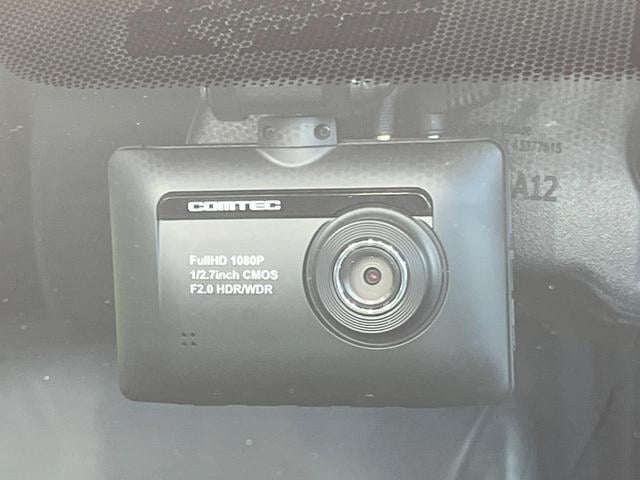 COMTEC
FullHD 1080P
1/2.7inch CMOS
F2.0 HDR/WDR
A12